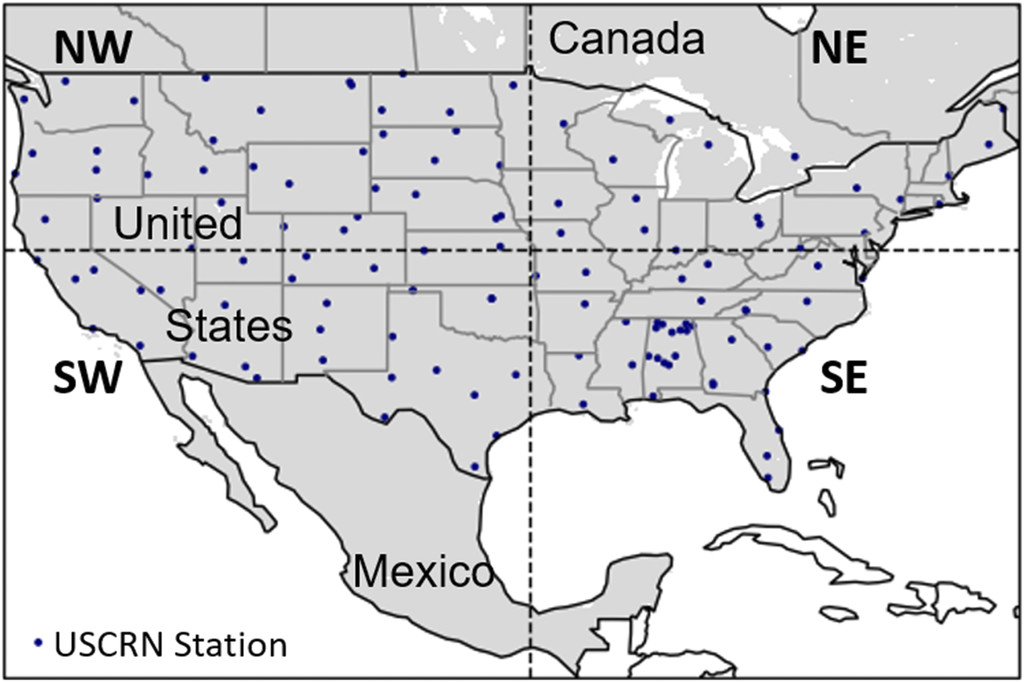 NW
Canada
NE
United
States
SW
SE
Mexico
USCRN Station